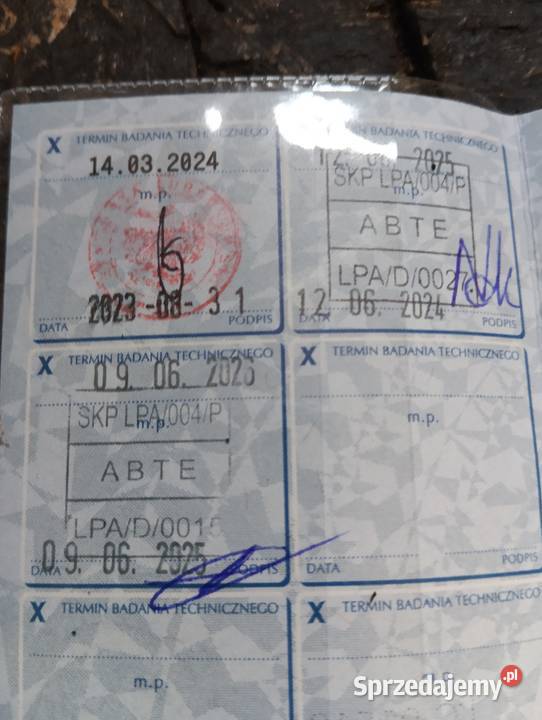 X TERMIN BADANIA TECHNICZNEGO
14.03.2024
m.p.
2023-08-31
DATA PODPIS
X TERMIN BADANIA TECHNICZNEGO
12. 06. 2025
SKP LPA/004/P
m.p.
ABTE
LPA/D/0027
12 06. 2024
DATA PODPIS
X TERMIN BADANIA TECHNICZNEGO
09. 06. 2026
SKP LPA/004/P
m.p.
ABTE
LPA/D/0015
09. 06. 2025
DATA PODPIS
X TERMIN BADANIA TECHNICZNEGO
m.p.
DATA PODPIS
X TERMIN BADANIA TECHNICZNEGO
m.p.
X TERMIN BADANIA TECHNICZNEGO
m.p.
Sprzedajemy.pl